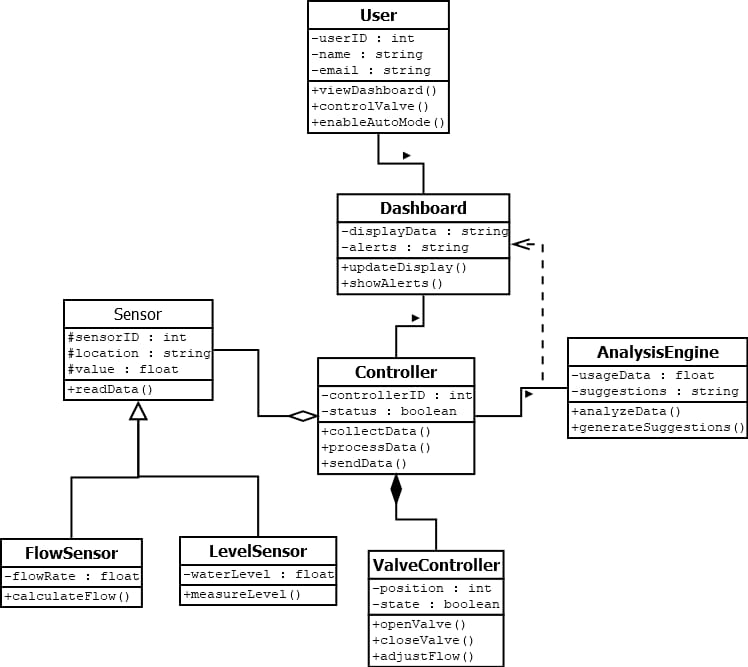 User
-userID : int
-name : string
-email : string
+viewDashboard()
+controlValve()
+enableAutoMode()
Dashboard
-displayData : string
-alerts : string
+updateDisplay()
+showAlerts()
Sensor
#sensorID : int
#location : string
#value : float
+readData()
Controller
-controllerID : int
-status : boolean
+collectData()
+processData()
+sendData()
AnalysisEngine
-usageData : float
-suggestions : string
+analyzeData()
+generateSuggestions()
FlowSensor
-flowRate : float
+calculateFlow()
LevelSensor
-waterLevel : float
+measureLevel()
ValveController
-position : int
-state : boolean
+openValve()
+closeValve()
+adjustFlow()